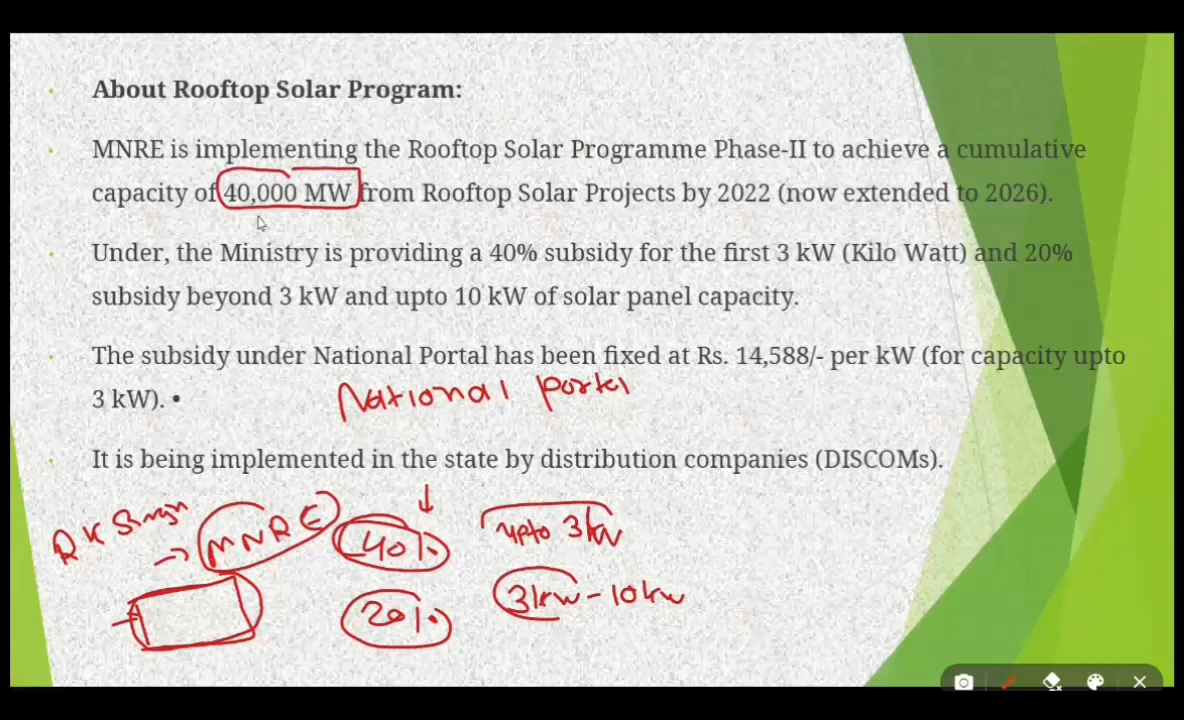 About Rooftop Solar Program:
MNRE is implementing the Rooftop Solar Programme Phase-II to achieve a cumulative
capacity of 40,000 MW from Rooftop Solar Projects by 2022 (now extended to 2026).
Under, the Ministry is providing a 40% subsidy for the first 3 kW (Kilo Watt) and 20%
subsidy beyond 3 kW and upto 10 kW of solar panel capacity.
The subsidy under National Portal has been fixed at Rs. 14,588/- per kW (for capacity upto
3 kW). •
National portal
It is being implemented in the state by distribution companies (DISCOMs).
R K Singh
→ MNRE 40% upto 3kw
20% 3kw - 10kw